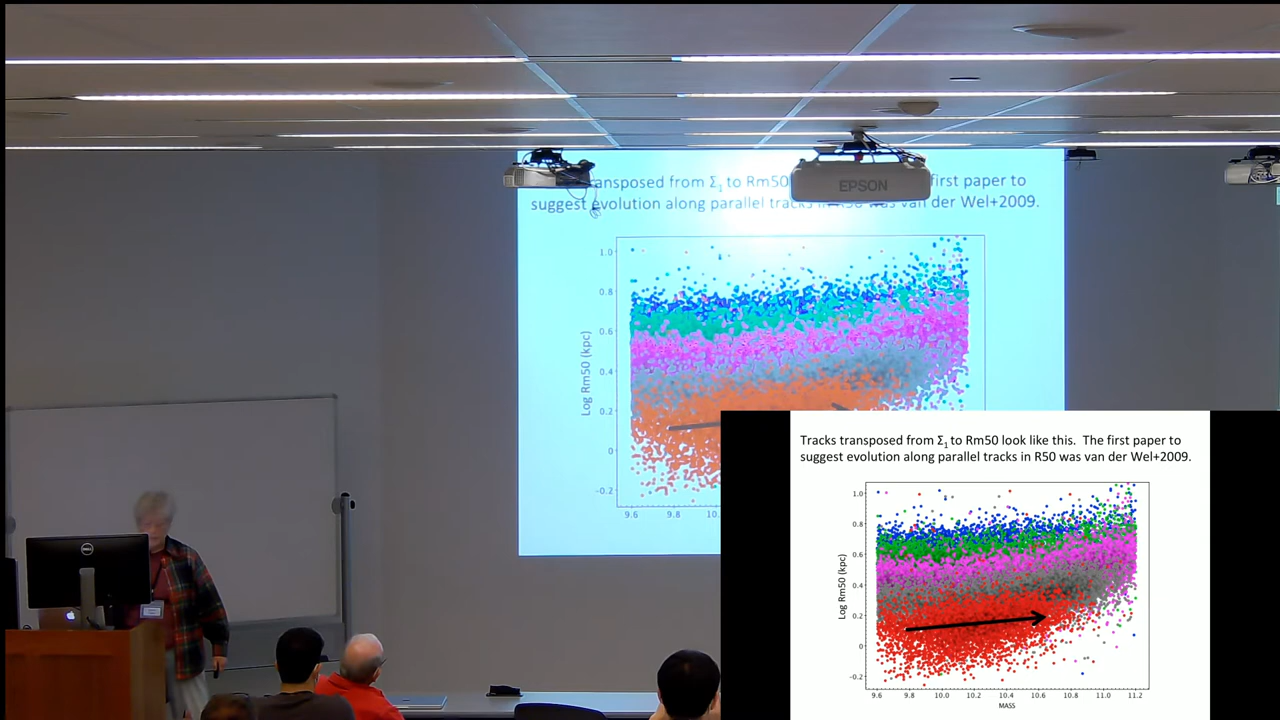 ansposed from Σ1 to Rm50
first paper to
suggest evolution along parallel tracks in R50 was van der Wel+2009.
EPSON
1.0
0.8
0.6
0.4
0.2
0
-0.2
Log Rm50 (kpc)
9.6
9.8
10.
DELL
Tracks transposed from Σ1 to Rm50 look like this. The first paper to
suggest evolution along parallel tracks in R50 was van der Wel+2009.
1.0
0.8
0.6
0.4
0.2
0
-0.2
Log Rm50 (kpc)
9.6 9.8 10.0 10.2 10.4 10.6 10.8 11.0 11.2
MASS